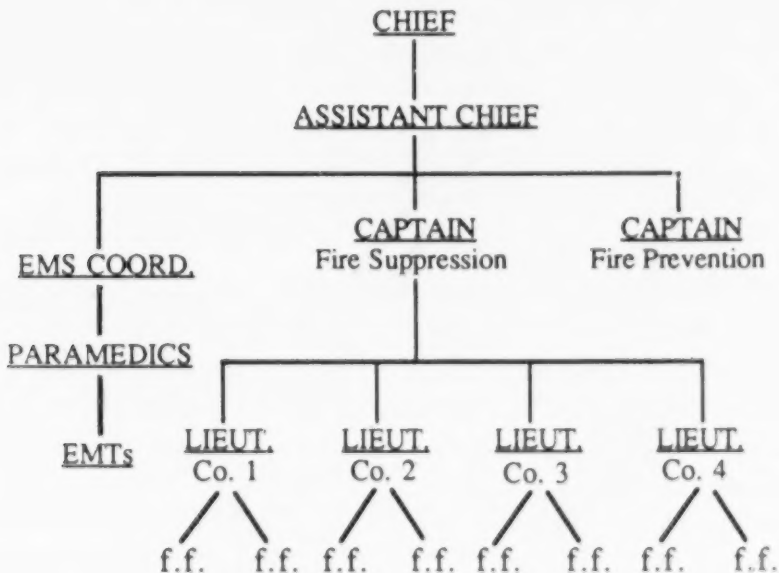 CHIEF
ASSISTANT CHIEF
EMS COORD.
CAPTAIN
Fire Suppression
CAPTAIN
Fire Prevention
PARAMEDICS
EMTs
LIEUT.
Co. 1
LIEUT.
Co. 2
LIEUT.
Co. 3
LIEUT.
Co. 4
f.f. f.f. f.f. f.f. f.f. f.f. f.f. f.f.